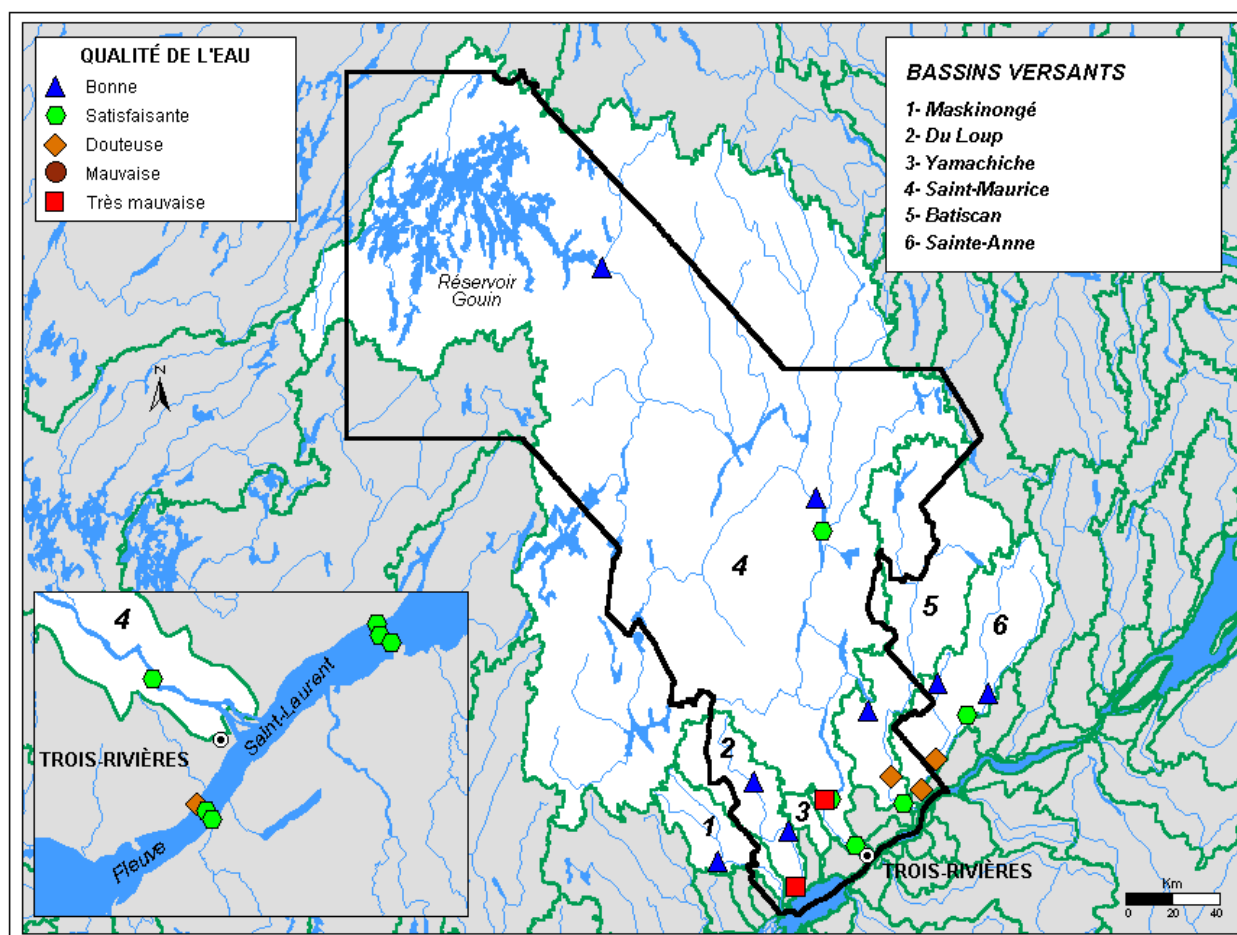 QUALITÉ DE L'EAU
Bonne
Satisfaisante
Douteuse
Mauvaise
Très mauvaise
BASSINS VERSANTS
1- Maskinongé
2- Du Loup
3- Yamachiche
4- Saint-Maurice
5- Batiscan
6- Sainte-Anne
Réservoir
Gouin
N
4
5
6
2
3
1
TROIS-RIVIÈRES
4
Saint-Laurent
TROIS-RIVIÈRES
Fleuve
Km
0 20 40